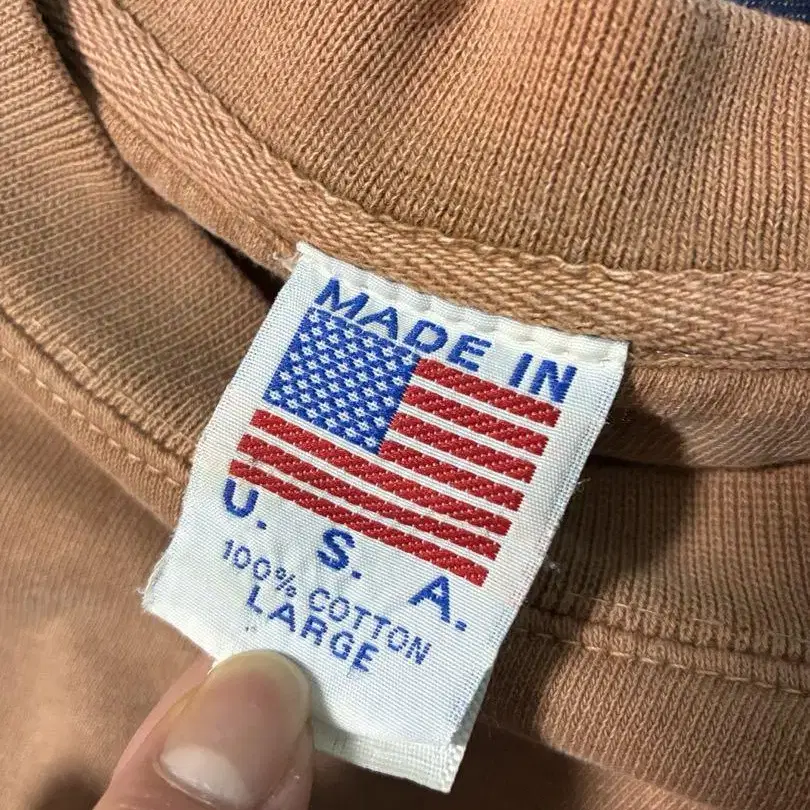 MADE IN
U. S. A.
100% COTTON
LARGE